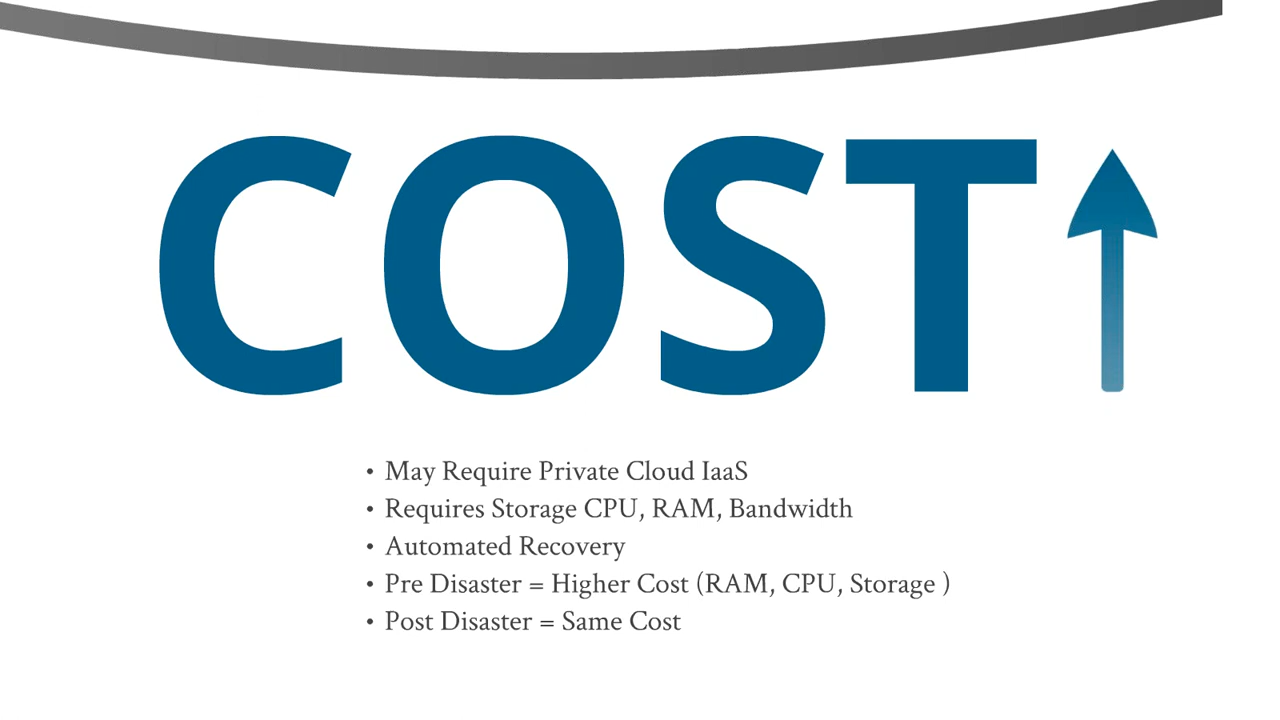 COST
• May Require Private Cloud IaaS
• Requires Storage CPU, RAM, Bandwidth
• Automated Recovery
• Pre Disaster = Higher Cost (RAM, CPU, Storage )
• Post Disaster = Same Cost